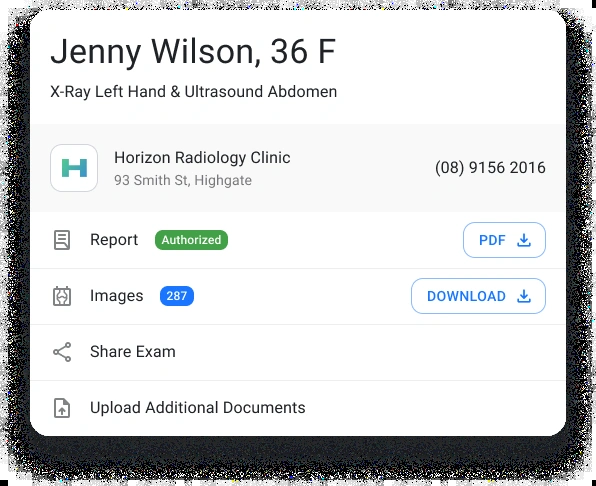 Jenny Wilson, 36 F
X-Ray Left Hand & Ultrasound Abdomen
Horizon Radiology Clinic
93 Smith St, Highgate
(08) 9156 2016
Report Authorized PDF
Images 287 DOWNLOAD
Share Exam
Upload Additional Documents